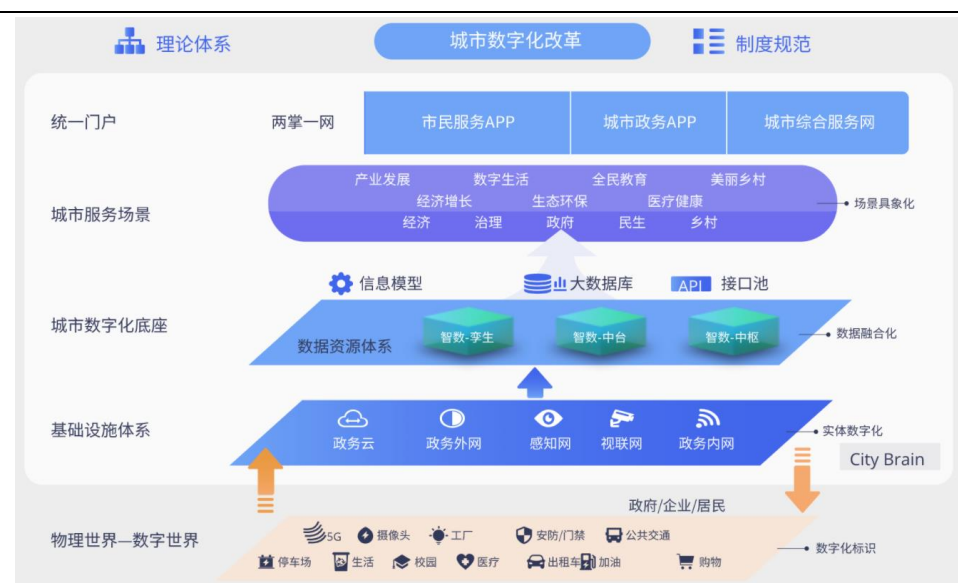 理论体系 城市数字化改革 制度规范
统一门户 两掌一网 市民服务APP 城市政务APP 城市综合服务网
产业发展 数字生活 全民教育 美丽乡村
经济增长 生态环保 医疗健康
城市服务场景 场景具象化
经济 治理 政府 民生 乡村
信息模型 大数据库 API 接口池
城市数字化底座 数据融合化
数据资源体系 智数-孪生 智数-中台 智数-中枢
基础设施体系 实体数字化
政务云 政务外网 感知网 视联网 政务内网
City Brain
政府/企业/居民
物理世界—数字世界 5G 摄像头 工厂 安防/门禁 公共交通
数字化标识
停车场 生活 校园 医疗 出租车 加油 购物